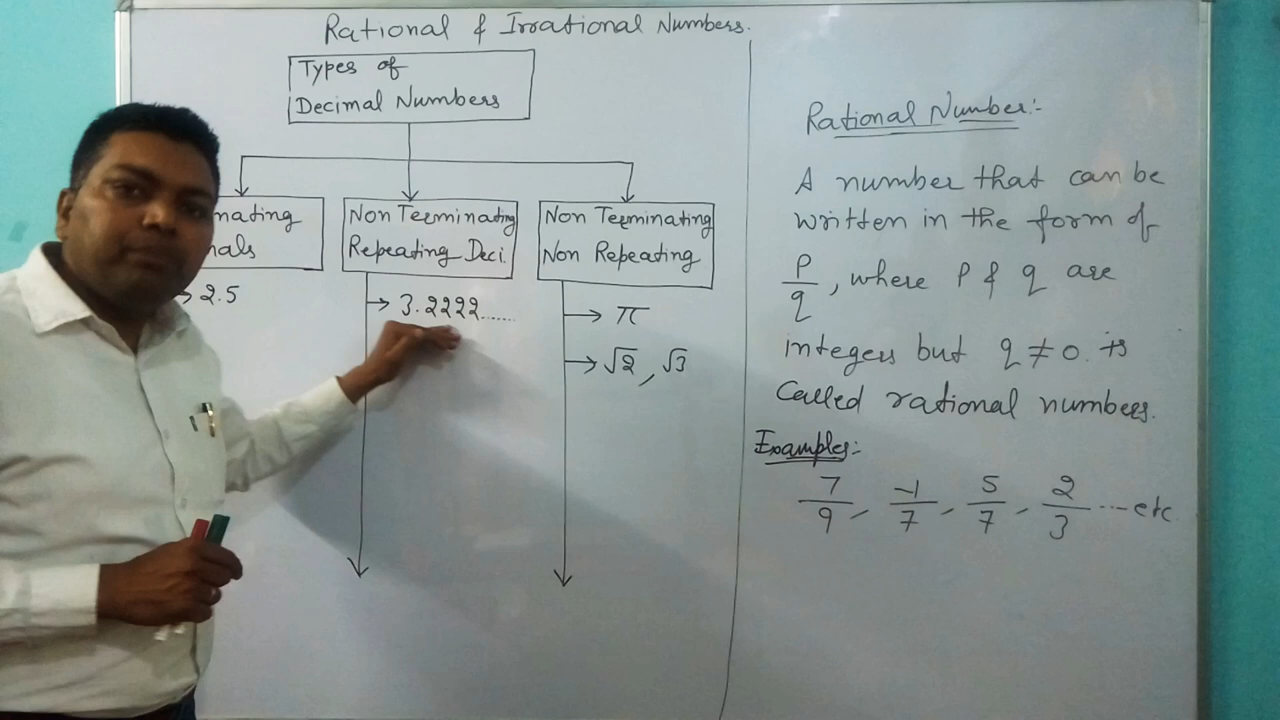 Rational & Irrational Numbers.
Types of
Decimal Numbers
nating
nals
→ 2.5
Non Terminating
Repeating Deci.
→ 3.2222......
Non Terminating
Non Repeating
→ π
→ √2, √3
Rational Number:-
A number that can be
written in the form of
p/q, where p & q are
integers but q ≠ 0. is
Called rational numbers.
Examples:-
7/9, -1/7, 5/7, 2/3 ....etc